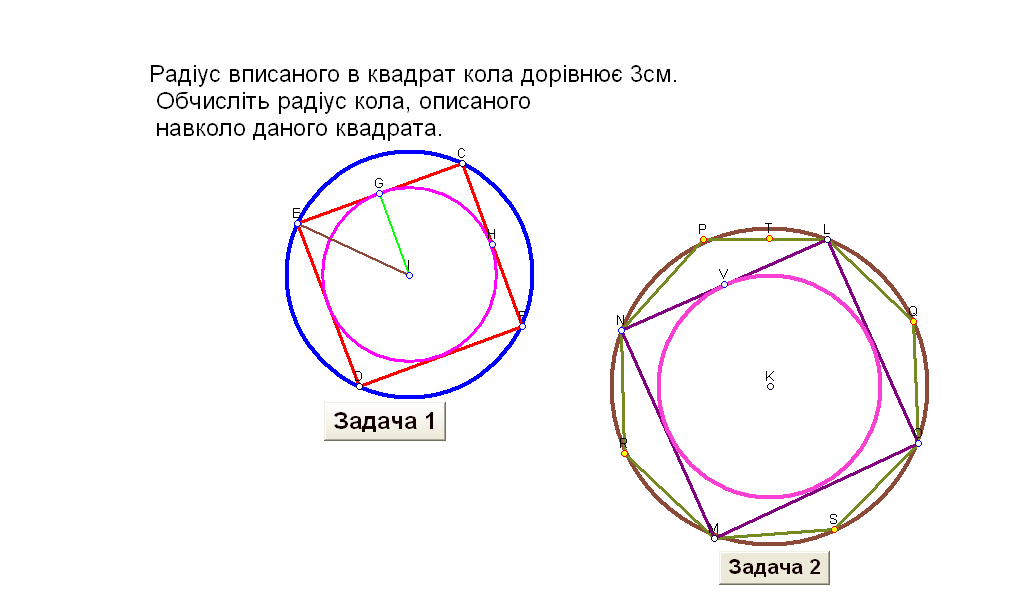 Радіус вписаного в квадрат кола дорівнює 3см.
Обчисліть радіус кола, описаного
навколо даного квадрата.
C
G
E
H
I
F
D
Задача 1
P
T
L
V
Q
N
K
O
R
M
S
Задача 2